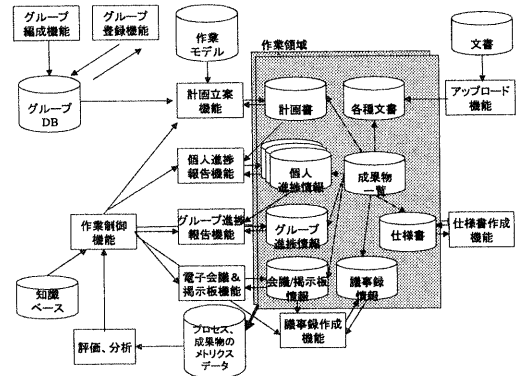 グループ
編成機能
グループ
登録機能
作業
モデル
作業領域
文書
グループ
DB
計画立案
機能
計画書
各種文書
アップロード
機能
個人進捗
報告機能
個人
進捗情報
成果物
一覧
作業制御
機能
グループ進捗
報告機能
グループ
進捗情報
仕様書
仕様書作成
機能
電子会議&
掲示板機能
会議/掲示板
情報
議事録
情報
知識
ベース
評価、分析
プロセス、
成果物の
メトリクス
データ
議事録作成
機能